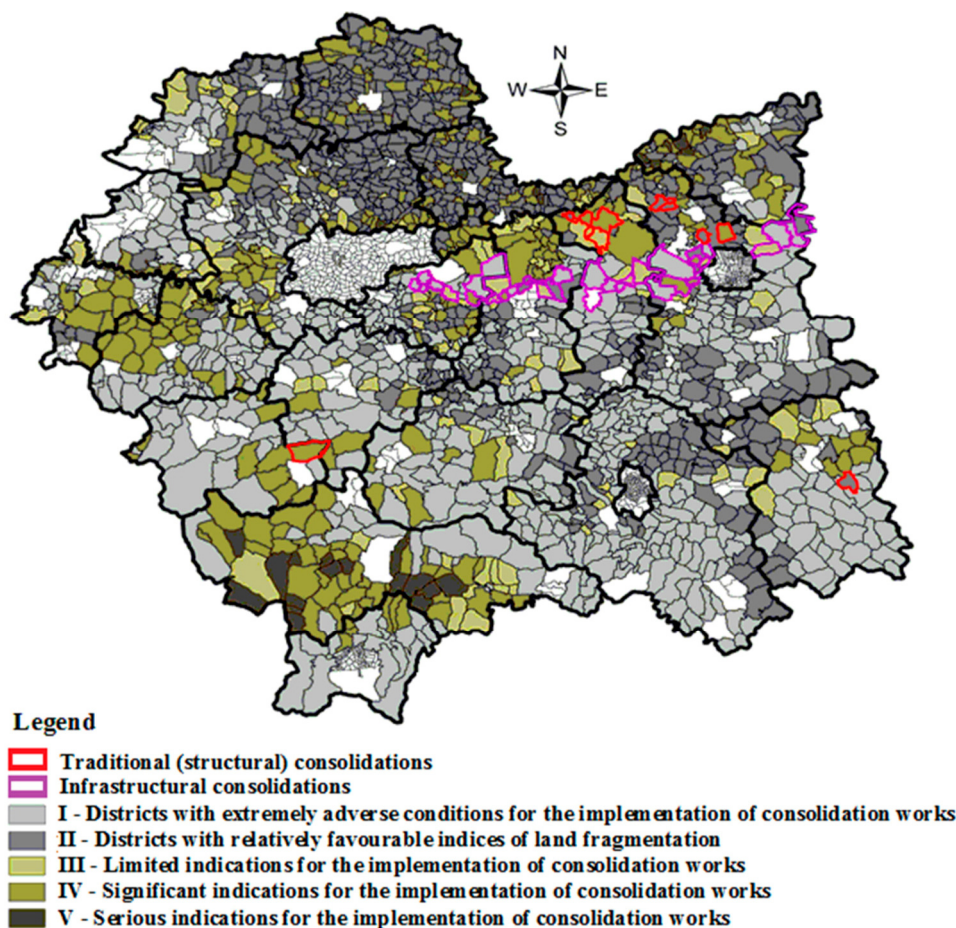 N
W E
S
Legend
Traditional (structural) consolidations
Infrastructural consolidations
I - Districts with extremely adverse conditions for the implementation of consolidation works
II - Districts with relatively favourable indices of land fragmentation
III - Limited indications for the implementation of consolidation works
IV - Significant indications for the implementation of consolidation works
V - Serious indications for the implementation of consolidation works